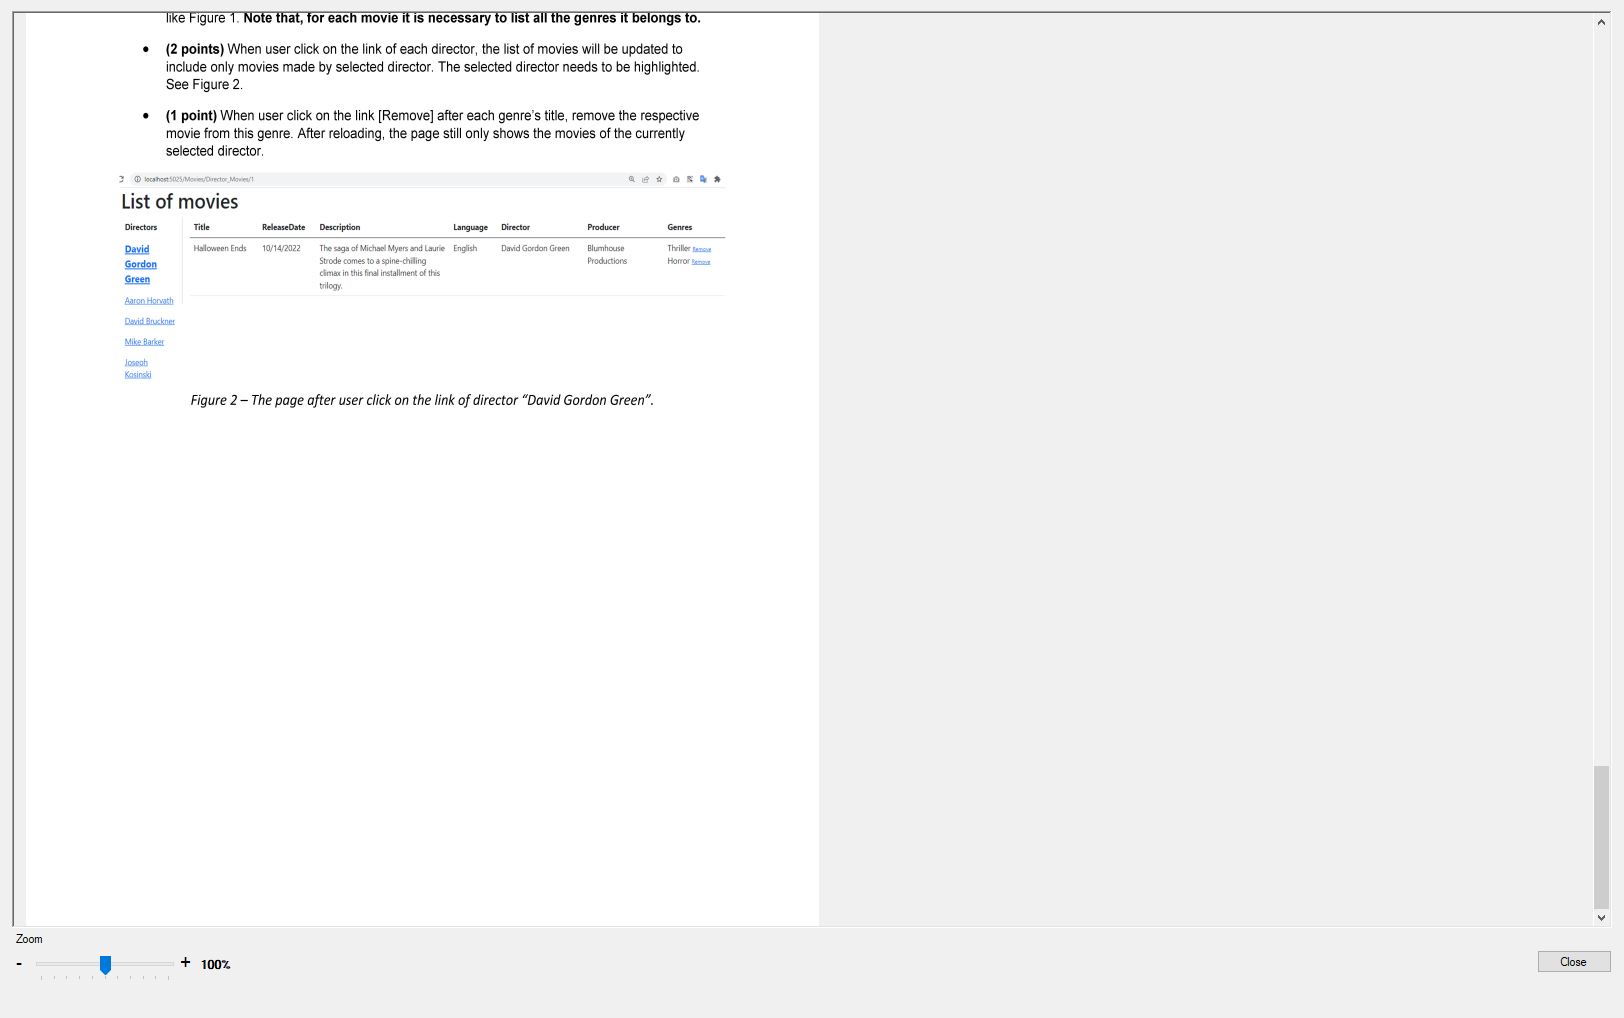 like Figure 1. Note that, for each movie it is necessary to list all the genres it belongs to.
• (2 points) When user click on the link of each director, the list of movies will be updated to
include only movies made by selected director. The selected director needs to be highlighted.
See Figure 2.
• (1 point) When user click on the link [Remove] after each genre's title, remove the respective
movie from this genre. After reloading, the page still only shows the movies of the currently
selected director.
localhost:5025/Movies/Director_Movies/1
List of movies
Directors Title ReleaseDate Description Language Director Producer Genres
David Gordon Green
Halloween Ends 10/14/2022 The saga of Michael Myers and Laurie English David Gordon Green Blumhouse Thriller Remove
Strode comes to a spine-chilling Productions Horror Remove
climax in this final installment of this
trilogy.
Aaron Horvath
David Bruckner
Mike Barker
Joseph
Kosinski
Figure 2 – The page after user click on the link of director “David Gordon Green”.
Zoom
- + 100%
Close